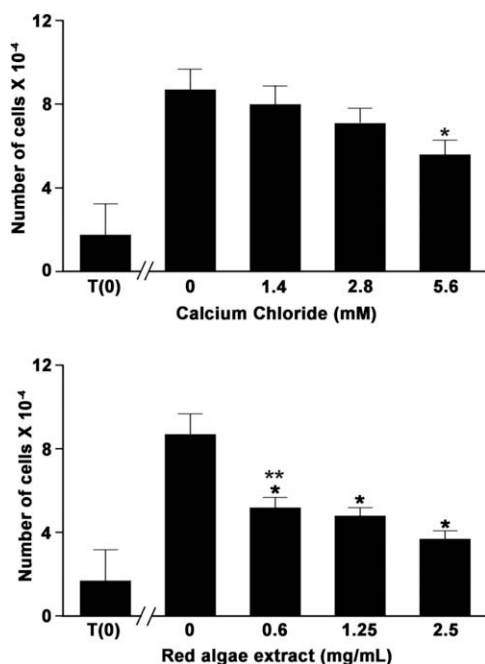 12
Number of cells X 10⁻⁴
8
*
4
0
T(0) 0 1.4 2.8 5.6
Calcium Chloride (mM)
12
Number of cells X 10⁻⁴
8
**
* * *
4
0
T(0) 0 0.6 1.25 2.5
Red algae extract (mg/mL)